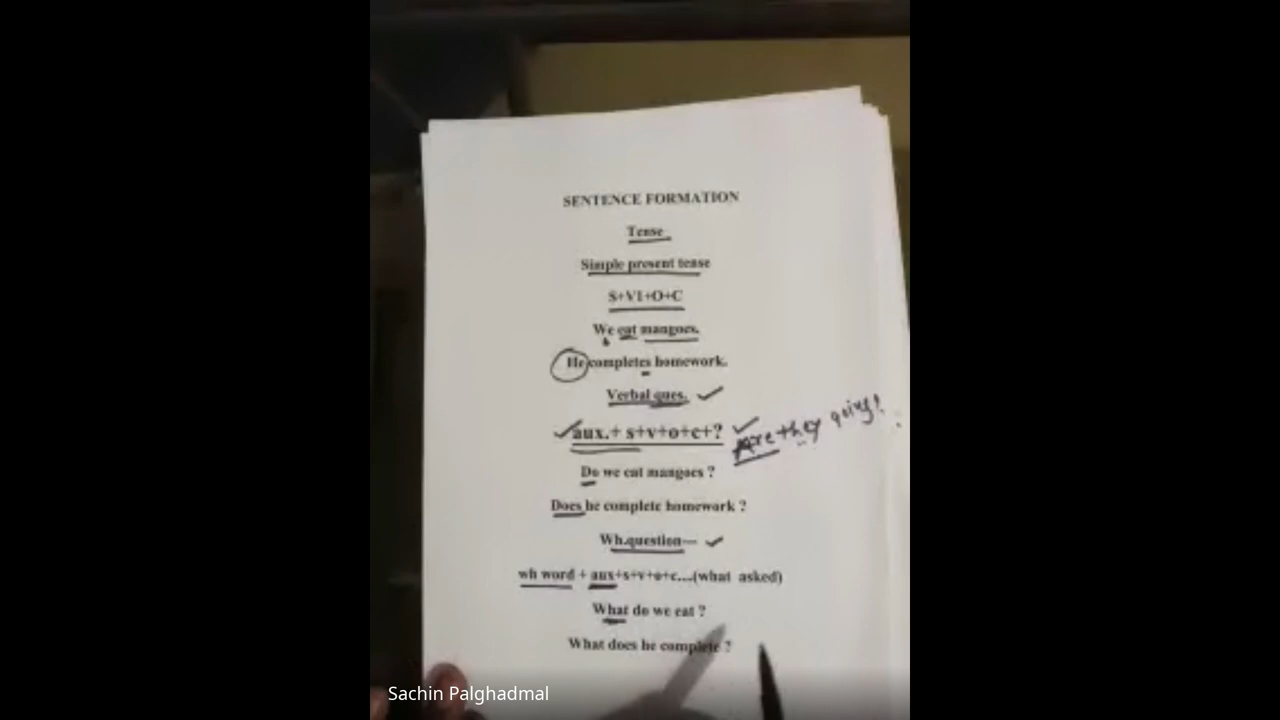 SENTENCE FORMATION
Tense
Simple present tense
S+V1+O+C
We eat mangoes.
He completes homework.
Verbal ques.
aux.+ s+v+o+c+?
Are they going?
Do we eat mangoes ?
Does he complete homework ?
Wh.question---
wh word + aux+s+v+o+c...(what asked)
What do we eat ?
What does he complete ?
Sachin Palghadmal